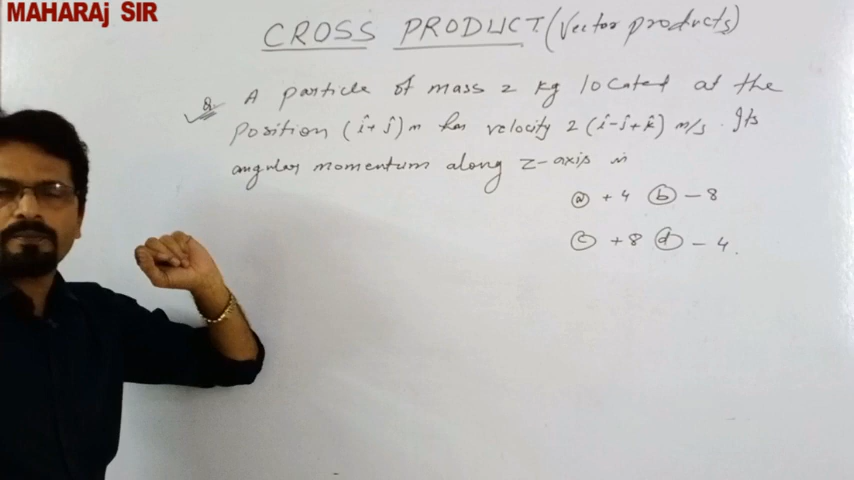 MAHARAj SIR
CROSS PRODUCT (Vector products)
Q A particle of mass 2 kg located at the
position (î+ĵ) m has velocity 2 (î-ĵ+k̂) m/s. Its
angular momentum along z-axis is
(a) +4 (b) -8
(c) +8 (d) -4.